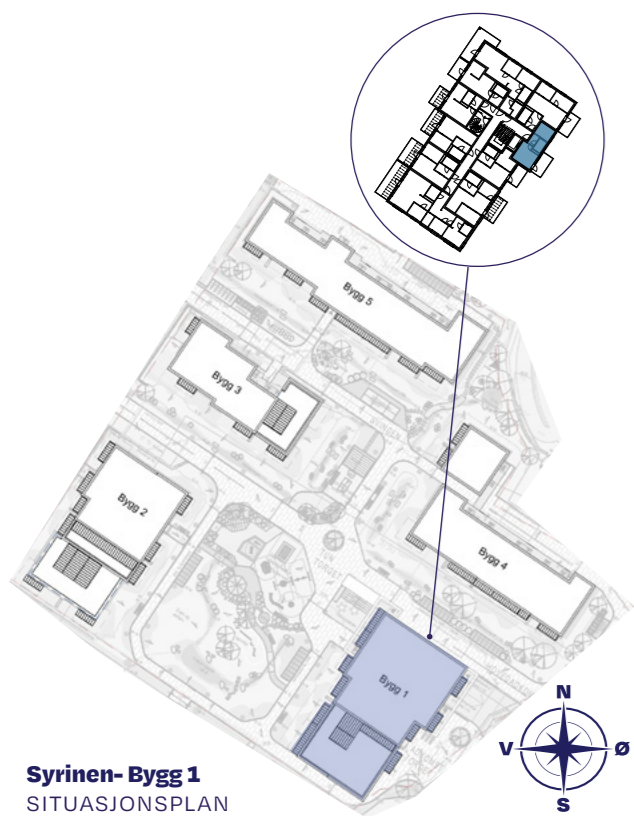 Bygg 5
Bygg 3
Bygg 2
Bygg 4
Bygg 1
N
V
Ø
S
Syrinen- Bygg 1
SITUASJONSPLAN